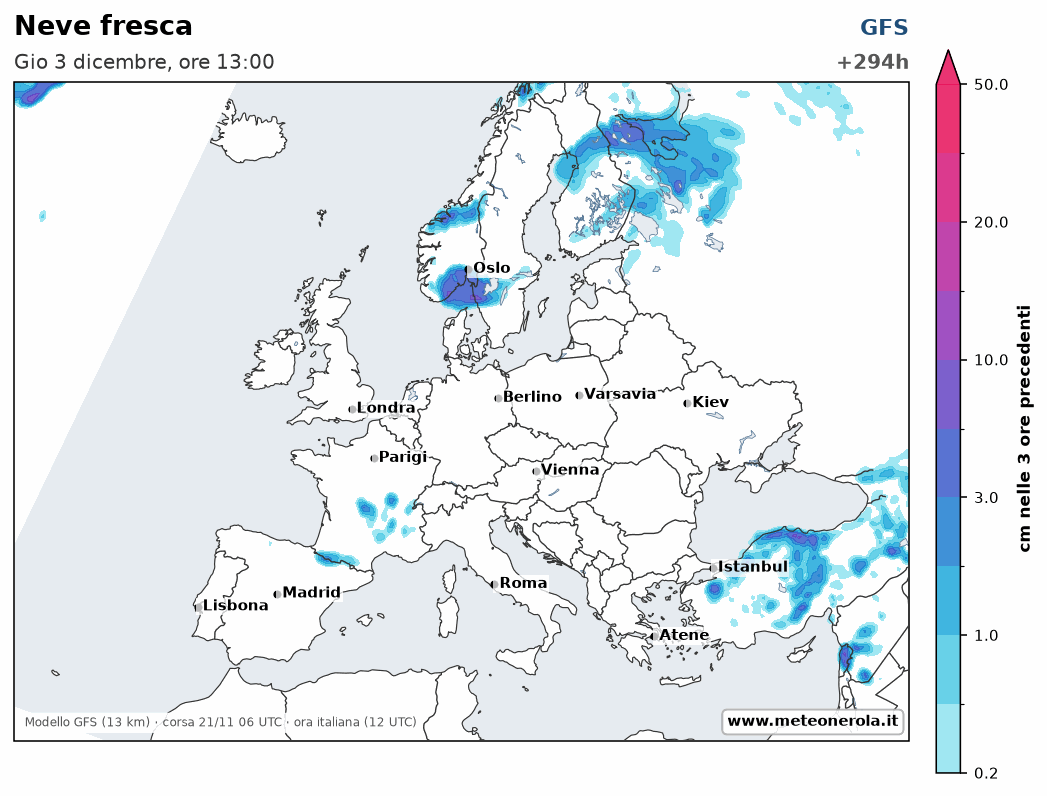 Neve fresca
GFS
Gio 3 dicembre, ore 13:00
+294h
50.0
20.0
10.0
3.0
1.0
0.2
cm nelle 3 ore precedenti
Oslo
Berlino
Varsavia
Kiev
Londra
Parigi
Vienna
Istanbul
Roma
Madrid
Lisbona
Atene
Modello GFS (13 km) · corsa 21/11 06 UTC · ora italiana (12 UTC)
www.meteonerola.it